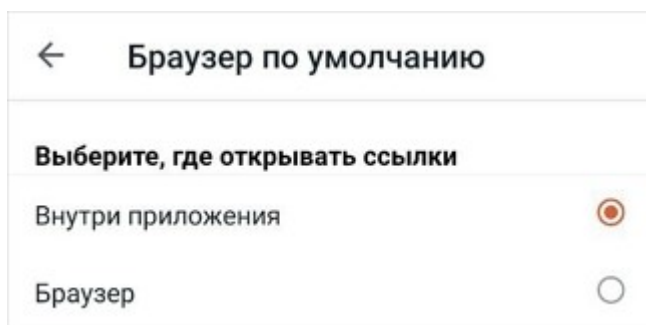 Браузер по умолчанию
Выберите, где открывать ссылки
Внутри приложения
Браузер